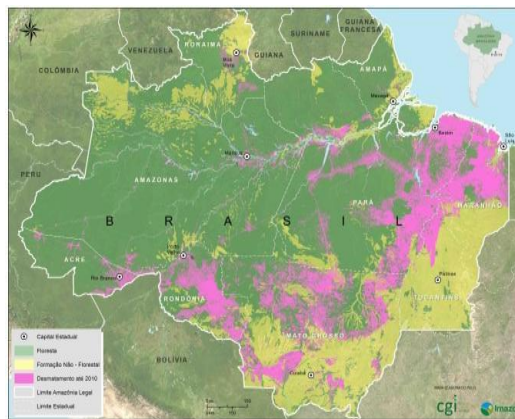 VENEZUELA
GUIANA
SURINAME
GUIANA
FRANCESA
COLÔMBIA
RORAIMA
Boa
Vista
AMAPÁ
Macapá
Belém
São
Manaus
AMAZONAS
PARÁ
MARANHÃO
PERU
BRASIL
ACRE
Rio Branco
Porto
RONDÔNIA
Palmas
TOCANTINS
MATO GROSSO
Cuiabá
BOLÍVIA
Capital Estadual
Floresta
Formação Não - Florestal
Desmatamento até 2010
Limite Amazônia Legal
Limite Estadual
cgi
Imazon